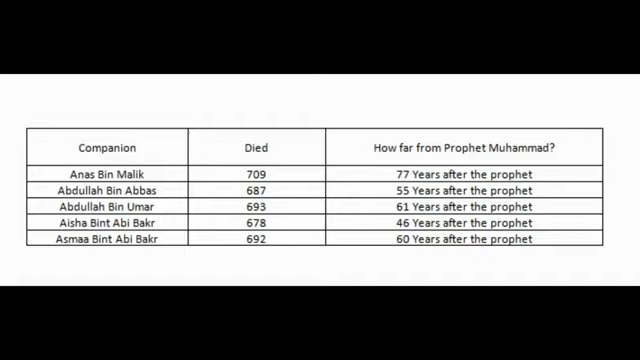 Companion Died How far from Prophet Muhammad?
Anas Bin Malik 709 77 Years after the prophet
Abdullah Bin Abbas 687 55 Years after the prophet
Abdullah Bin Umar 693 61 Years after the prophet
Aisha Bint Abi Bakr 678 46 Years after the prophet
Asmaa Bint Abi Bakr 692 60 Years after the prophet